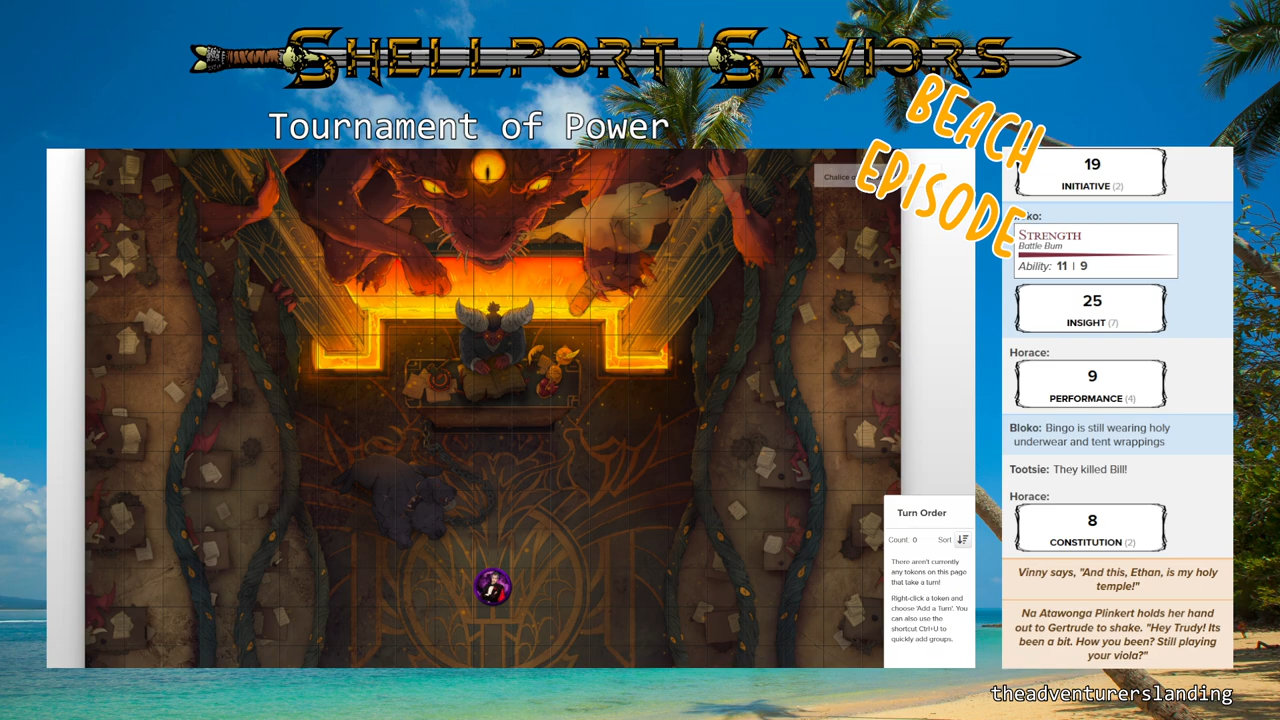 SHELLPORT SAVIORS
Tournament of Power
BEACH
EPISODE
Chalice
19
INITIATIVE (2)
STRENGTH
Battle Bum
Ability: 11 | 9
25
INSIGHT (7)
Horace:
9
PERFORMANCE (4)
Bloko: Bingo is still wearing holy
underwear and tent wrappings
Tootsie: They killed Bill!
Horace:
8
CONSTITUTION (2)
Vinny says, "And this, Ethan, is my holy
temple!"
Na Atawonga Plinkert holds her hand
out to Gertrude to shake. "Hey Trudy! Its
been a bit. How you been? Still playing
your viola?"
Turn Order
Count: 0 Sort
There aren't currently
any tokens on this page
that take a turn!
Right-click a token and
choose 'Add a Turn'. You
can also use the
shortcut Ctrl+U to
quickly add groups.
theadventurerslanding